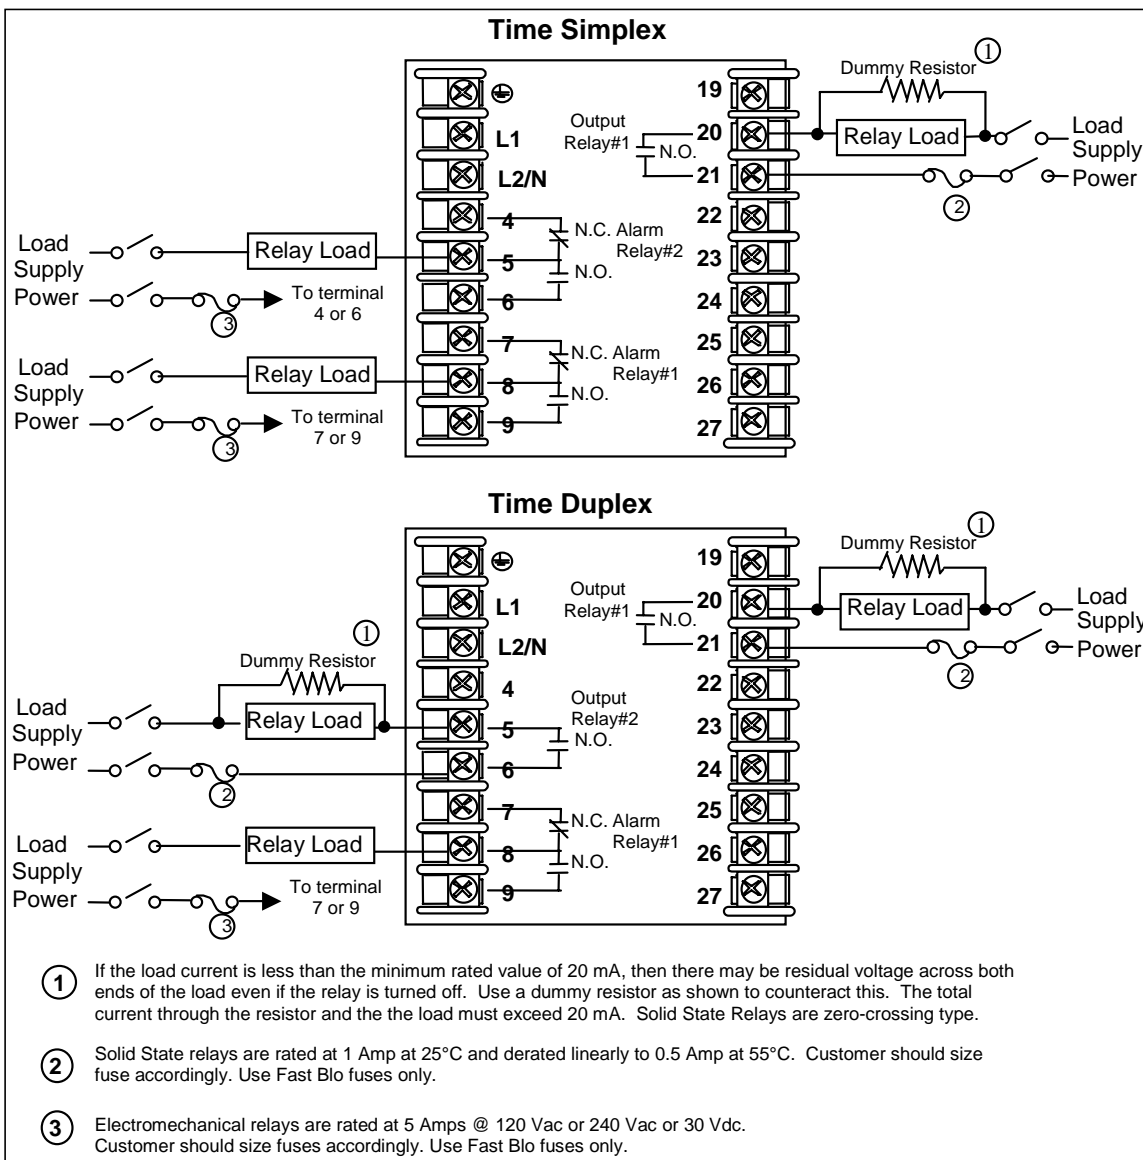 Time Simplex
1
Dummy Resistor
19
L1
Output
Relay#1
N.O.
20
Relay Load
Load
Supply
Power
L2/N
21
2
4
N.C. Alarm
Relay#2
22
Load
Supply
Power
Relay Load
5
N.O.
23
To terminal
4 or 6
3
6
24
7
N.C. Alarm
Relay#1
25
Load
Supply
Power
Relay Load
8
N.O.
26
To terminal
7 or 9
3
9
27
Time Duplex
1
Dummy Resistor
19
L1
Output
Relay#1
N.O.
20
Relay Load
Load
Supply
Power
L2/N
21
2
1
Dummy Resistor
4
22
Load
Supply
Power
Relay Load
5
Output
Relay#2
N.O.
23
2
6
24
7
N.C. Alarm
Relay#1
25
Load
Supply
Power
Relay Load
8
N.O.
26
To terminal
7 or 9
3
9
27
1 If the load current is less than the minimum rated value of 20 mA, then there may be residual voltage across both
ends of the load even if the relay is turned off. Use a dummy resistor as shown to counteract this. The total
current through the resistor and the the load must exceed 20 mA. Solid State Relays are zero-crossing type.
2 Solid State relays are rated at 1 Amp at 25°C and derated linearly to 0.5 Amp at 55°C. Customer should size
fuse accordingly. Use Fast Blo fuses only.
3 Electromechanical relays are rated at 5 Amps @ 120 Vac or 240 Vac or 30 Vdc.
Customer should size fuses accordingly. Use Fast Blo fuses only.